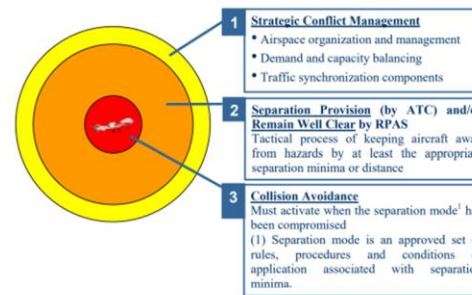 1
Strategic Conflict Management
• Airspace organization and management
• Demand and capacity balancing
• Traffic synchronization components
2
Separation Provision (by ATC) and/
Remain Well Clear by RPAS
Tactical process of keeping aircraft awa
from hazards by at least the appropria
separation minima or distance
3
Collision Avoidance
Must activate when the separation mode¹ h
been compromised
(1) Separation mode is an approved set
rules, procedures and conditions
application associated with separatio
minima.